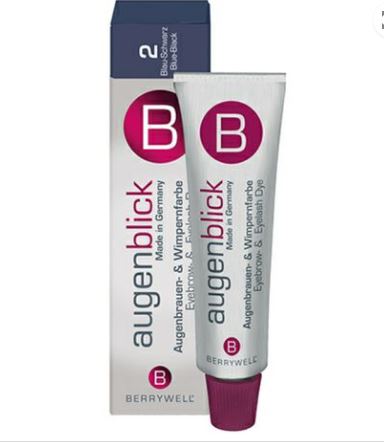 2
Blau-Schwarz
Blue-Black
B
augenblick
Made in Germany
Augenbrauen- & Wimpernfarbe
Eyebrow- & Eyelash D
B
BERRYWELL®
B
augenblick
Made in Germany
Augenbrauen- & Wimpernfarbe
Eyebrow- & Eyelash Dye
B
BERRYWELL®